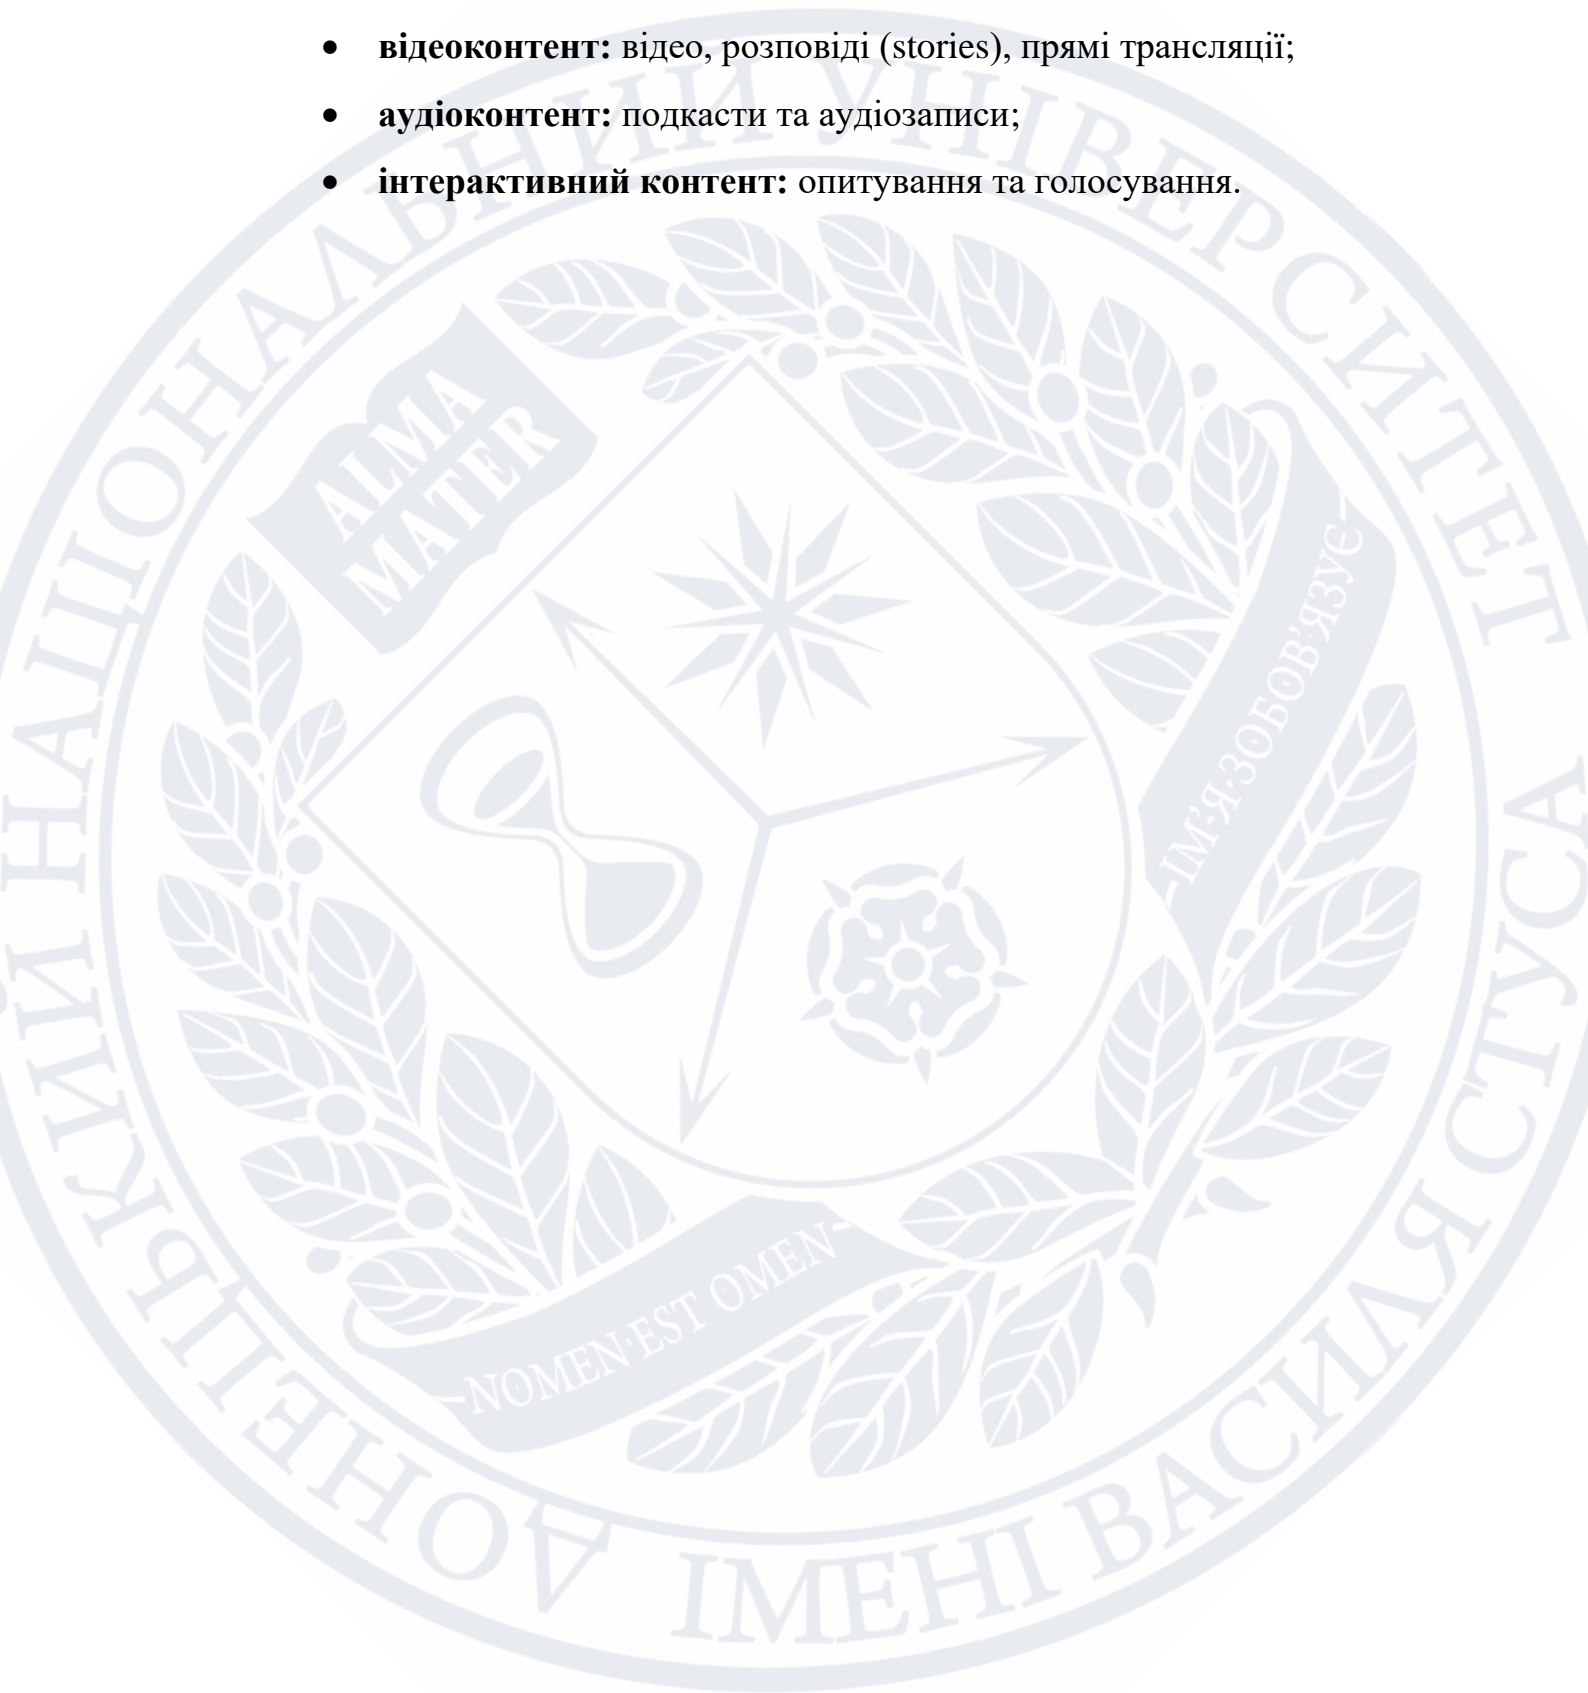 • відеоконтент: відео, розповіді (stories), прямі трансляції;
• аудіоконтент: подкасти та аудіозаписи;
• інтерактивний контент: опитування та голосування.
ДОНЕЦЬКИЙ НАЦІОНАЛЬНИЙ УНІВЕРСИТЕТ
ІМЕНІ ВАСИЛЯ СТУСА
ALMA
MATER
ІМ'Я·ЗОБОВ'ЯЗУЄ
NOMEN·EST·OMEN